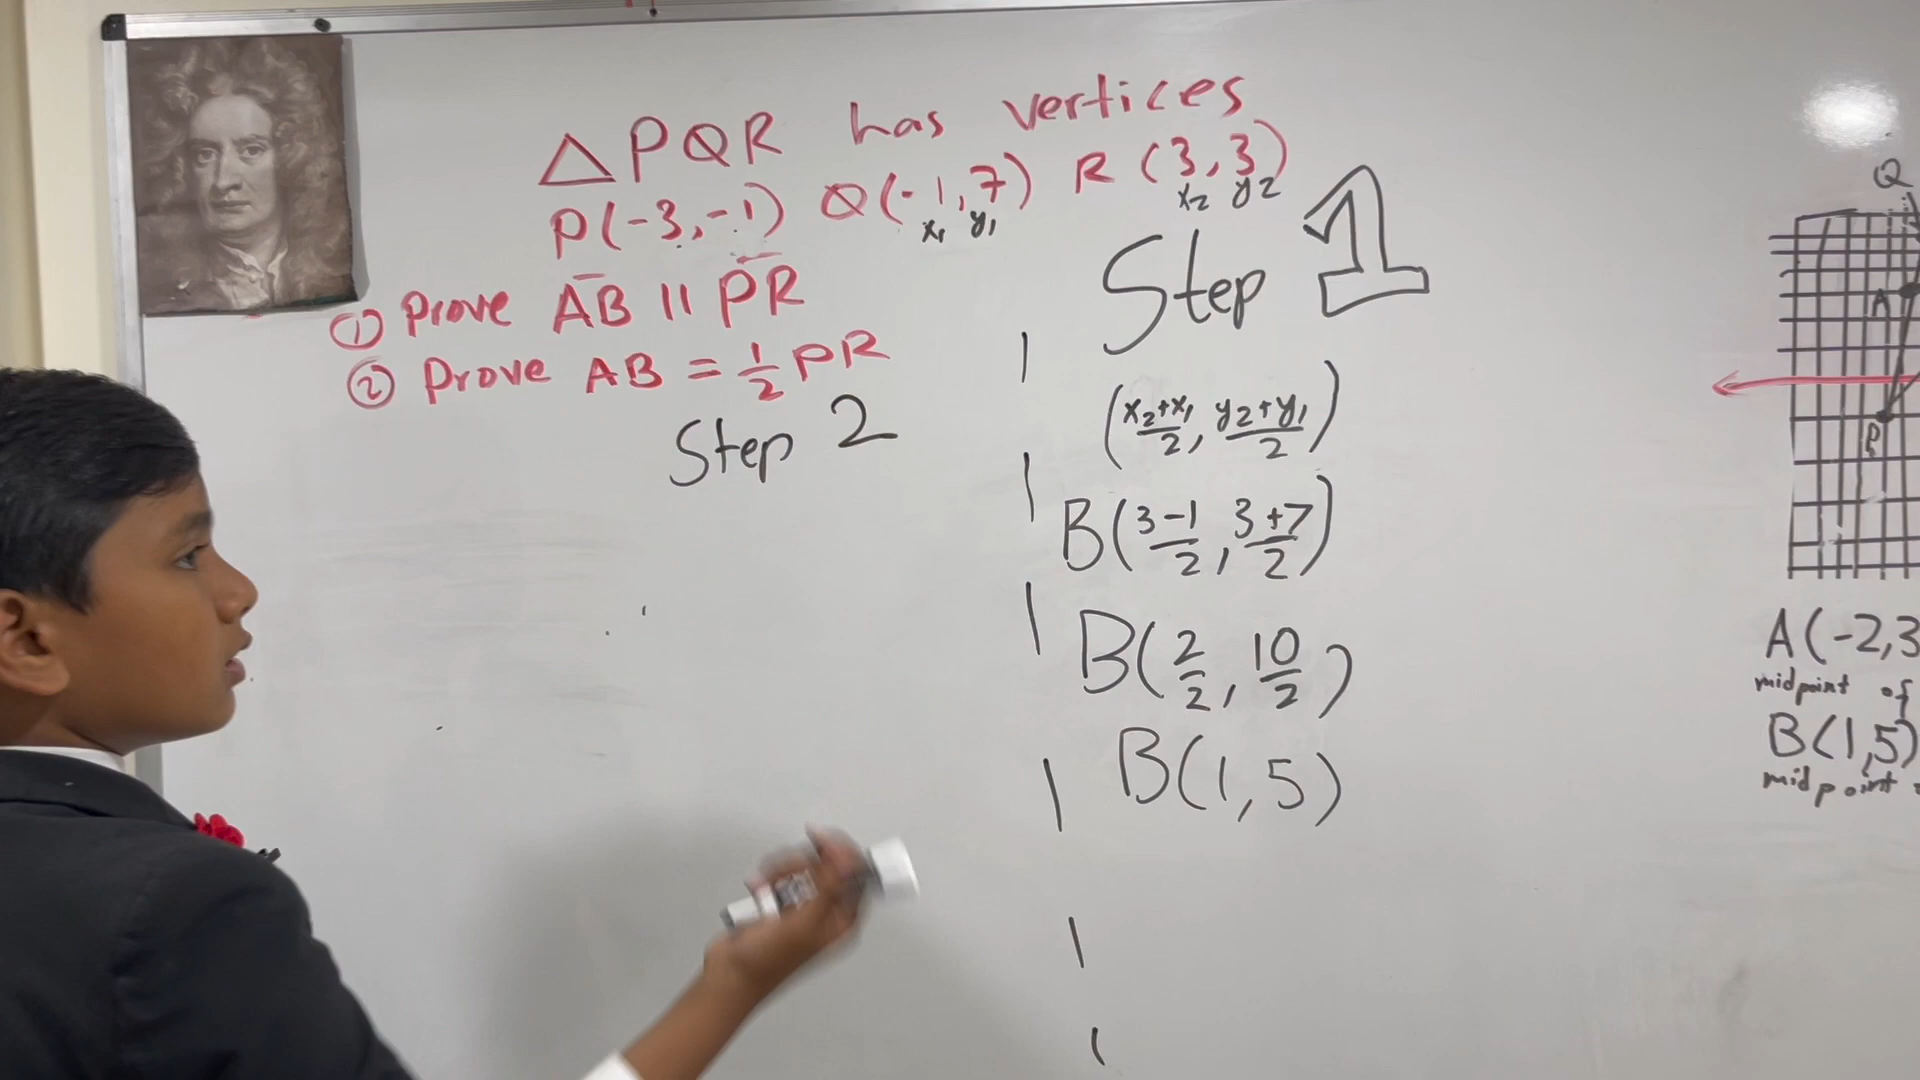 △PQR has vertices
P(-3,-1) Q(-1,7) R(3,3)
x₁ y₁ x₂ y₂
① Prove AB || PR
② Prove AB = 1/2 PR
Step 2
Step 1
(x₂+x₁/2, y₂+y₁/2)
B(3-1/2, 3+7/2)
B(2/2, 10/2)
B(1,5)
Q
A
P
A(-2,3
midpoint of
B(1,5)
midpoint